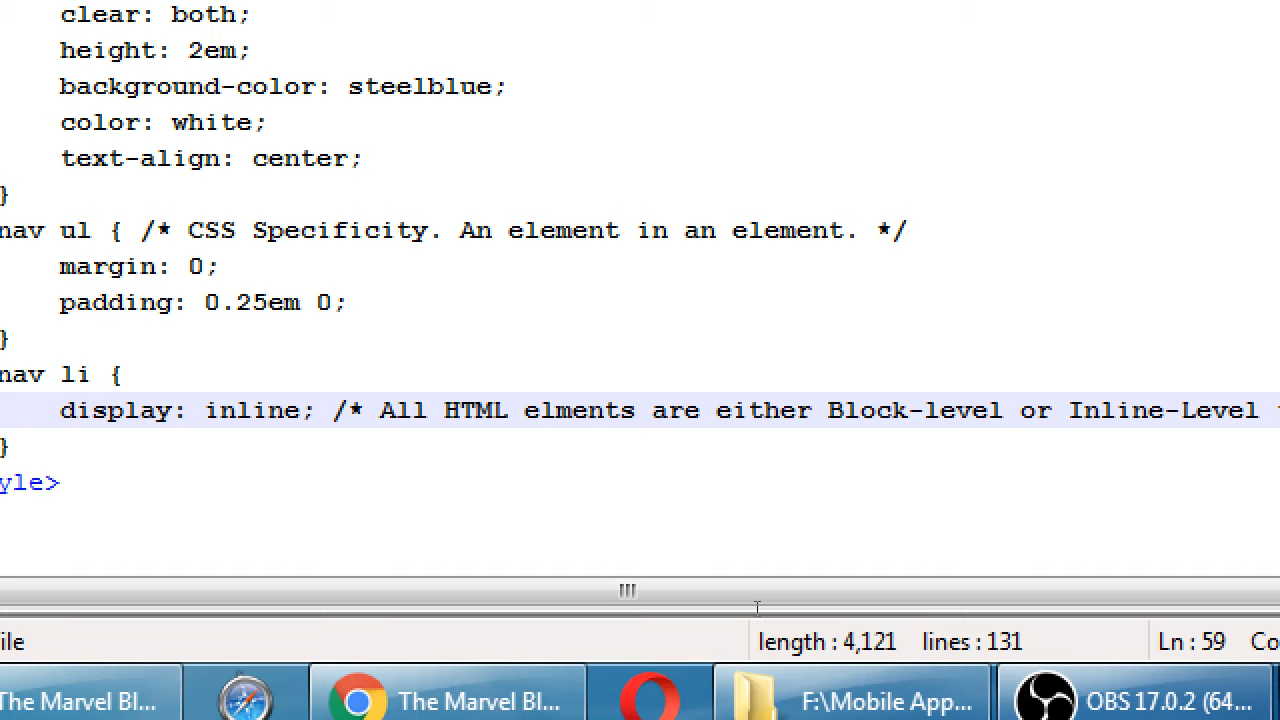 clear: both;
height: 2em;
background-color: steelblue;
color: white;
text-align: center;
}
nav ul { /* CSS Specificity. An element in an element. */
margin: 0;
padding: 0.25em 0;
}
nav li {
display: inline; /* All HTML elments are either Block-level or Inline-Level
}
yle>
ile length : 4,121 lines : 131 Ln : 59 Co
The Marvel Bl... The Marvel Bl... F:\Mobile App... OBS 17.0.2 (64...